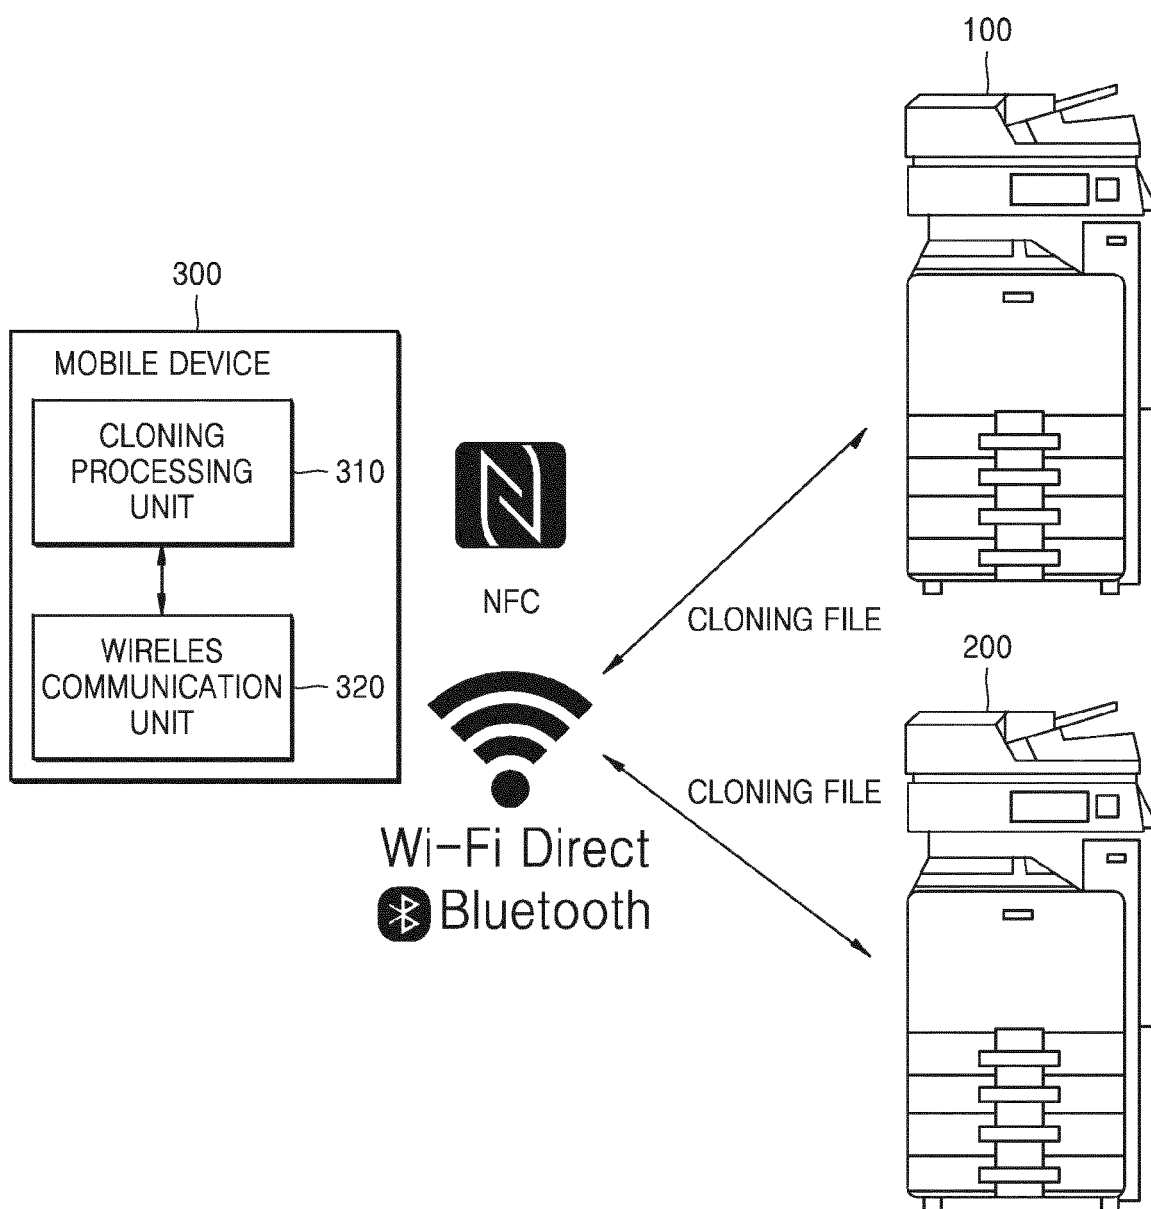 100
300
MOBILE DEVICE
CLONING
PROCESSING
UNIT
310
WIRELES
COMMUNICATION
UNIT
320
NFC
Wi-Fi Direct
Bluetooth
CLONING FILE
200
CLONING FILE